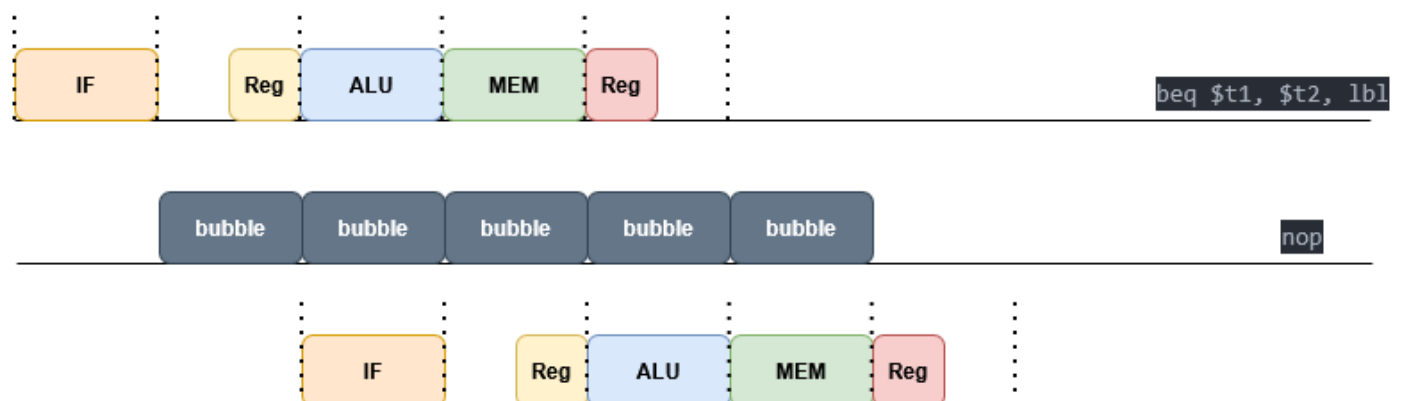 IF Reg ALU MEM Reg beq $t1, $t2, lbl
bubble bubble bubble bubble bubble nop
IF Reg ALU MEM Reg